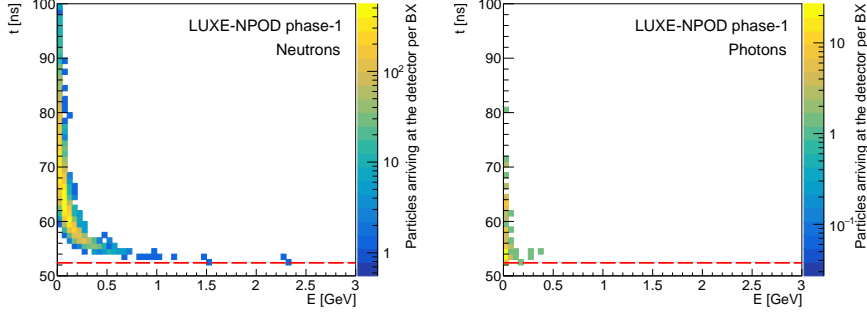 t [ns]
100
90
80
70
60
50
LUXE-NPOD phase-1
Neutrons
0 0.5 1 1.5 2 2.5 3
E [GeV]
10²
10
1
Particles arriving at the detector per BX
t [ns]
100
90
80
70
60
50
LUXE-NPOD phase-1
Photons
0 0.5 1 1.5 2 2.5 3
E [GeV]
10
1
10⁻¹
Particles arriving at the detector per BX